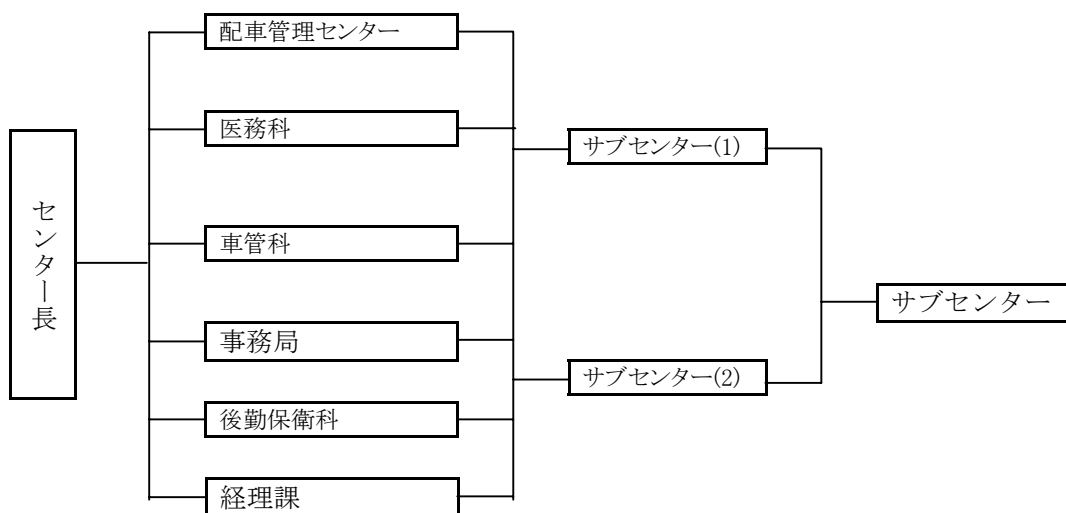 センター長
配車管理センター
医務科
車管科
事務局
後勤保衛科
経理課
サブセンター(1)
サブセンター(2)
サブセンター